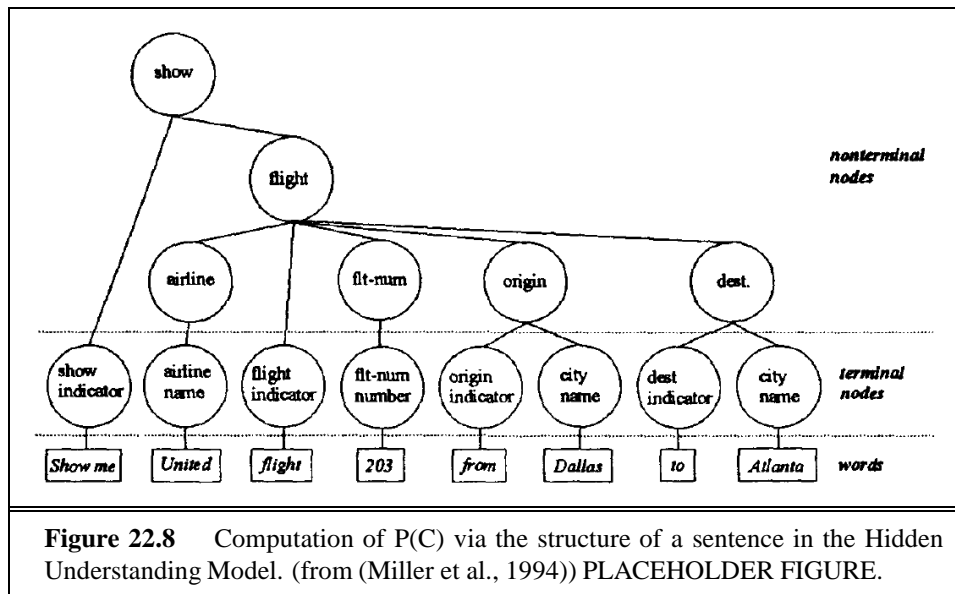 show
flight
nonterminal
nodes
airline
flt-num
origin
dest.
show
indicator
airline
name
flight
indicator
flt-num
number
origin
indicator
city
name
dest
indicator
city
name
terminal
nodes
Show me
United
flight
203
from
Dallas
to
Atlanta
words
Figure 22.8 Computation of P(C) via the structure of a sentence in the Hidden
Understanding Model. (from (Miller et al., 1994)) PLACEHOLDER FIGURE.